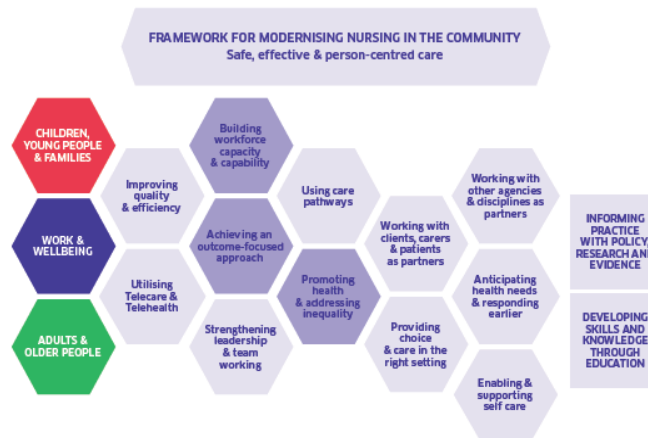 FRAMEWORK FOR MODERNISING NURSING IN THE COMMUNITY
Safe, effective & person-centred care
CHILDREN,
YOUNG PEOPLE
& FAMILIES
WORK &
WELLBEING
ADULTS &
OLDER PEOPLE
Improving
quality
& efficiency
Utilising
Telecare &
Telehealth
Building
workforce
capacity
& capability
Achieving an
outcome-focused
approach
Strengthening
leadership
& team
working
Using care
pathways
Promoting
health
& addressing
inequality
Working with
clients, carers
& patients
as partners
Providing
choice
& care in the
right setting
Working with
other agencies
& disciplines as
partners
Anticipating
health needs
& responding
earlier
Enabling &
supporting
self care
INFORMING
PRACTICE
WITH POLICY,
RESEARCH AND
EVIDENCE
DEVELOPING
SKILLS AND
KNOWLEDGE
THROUGH
EDUCATION